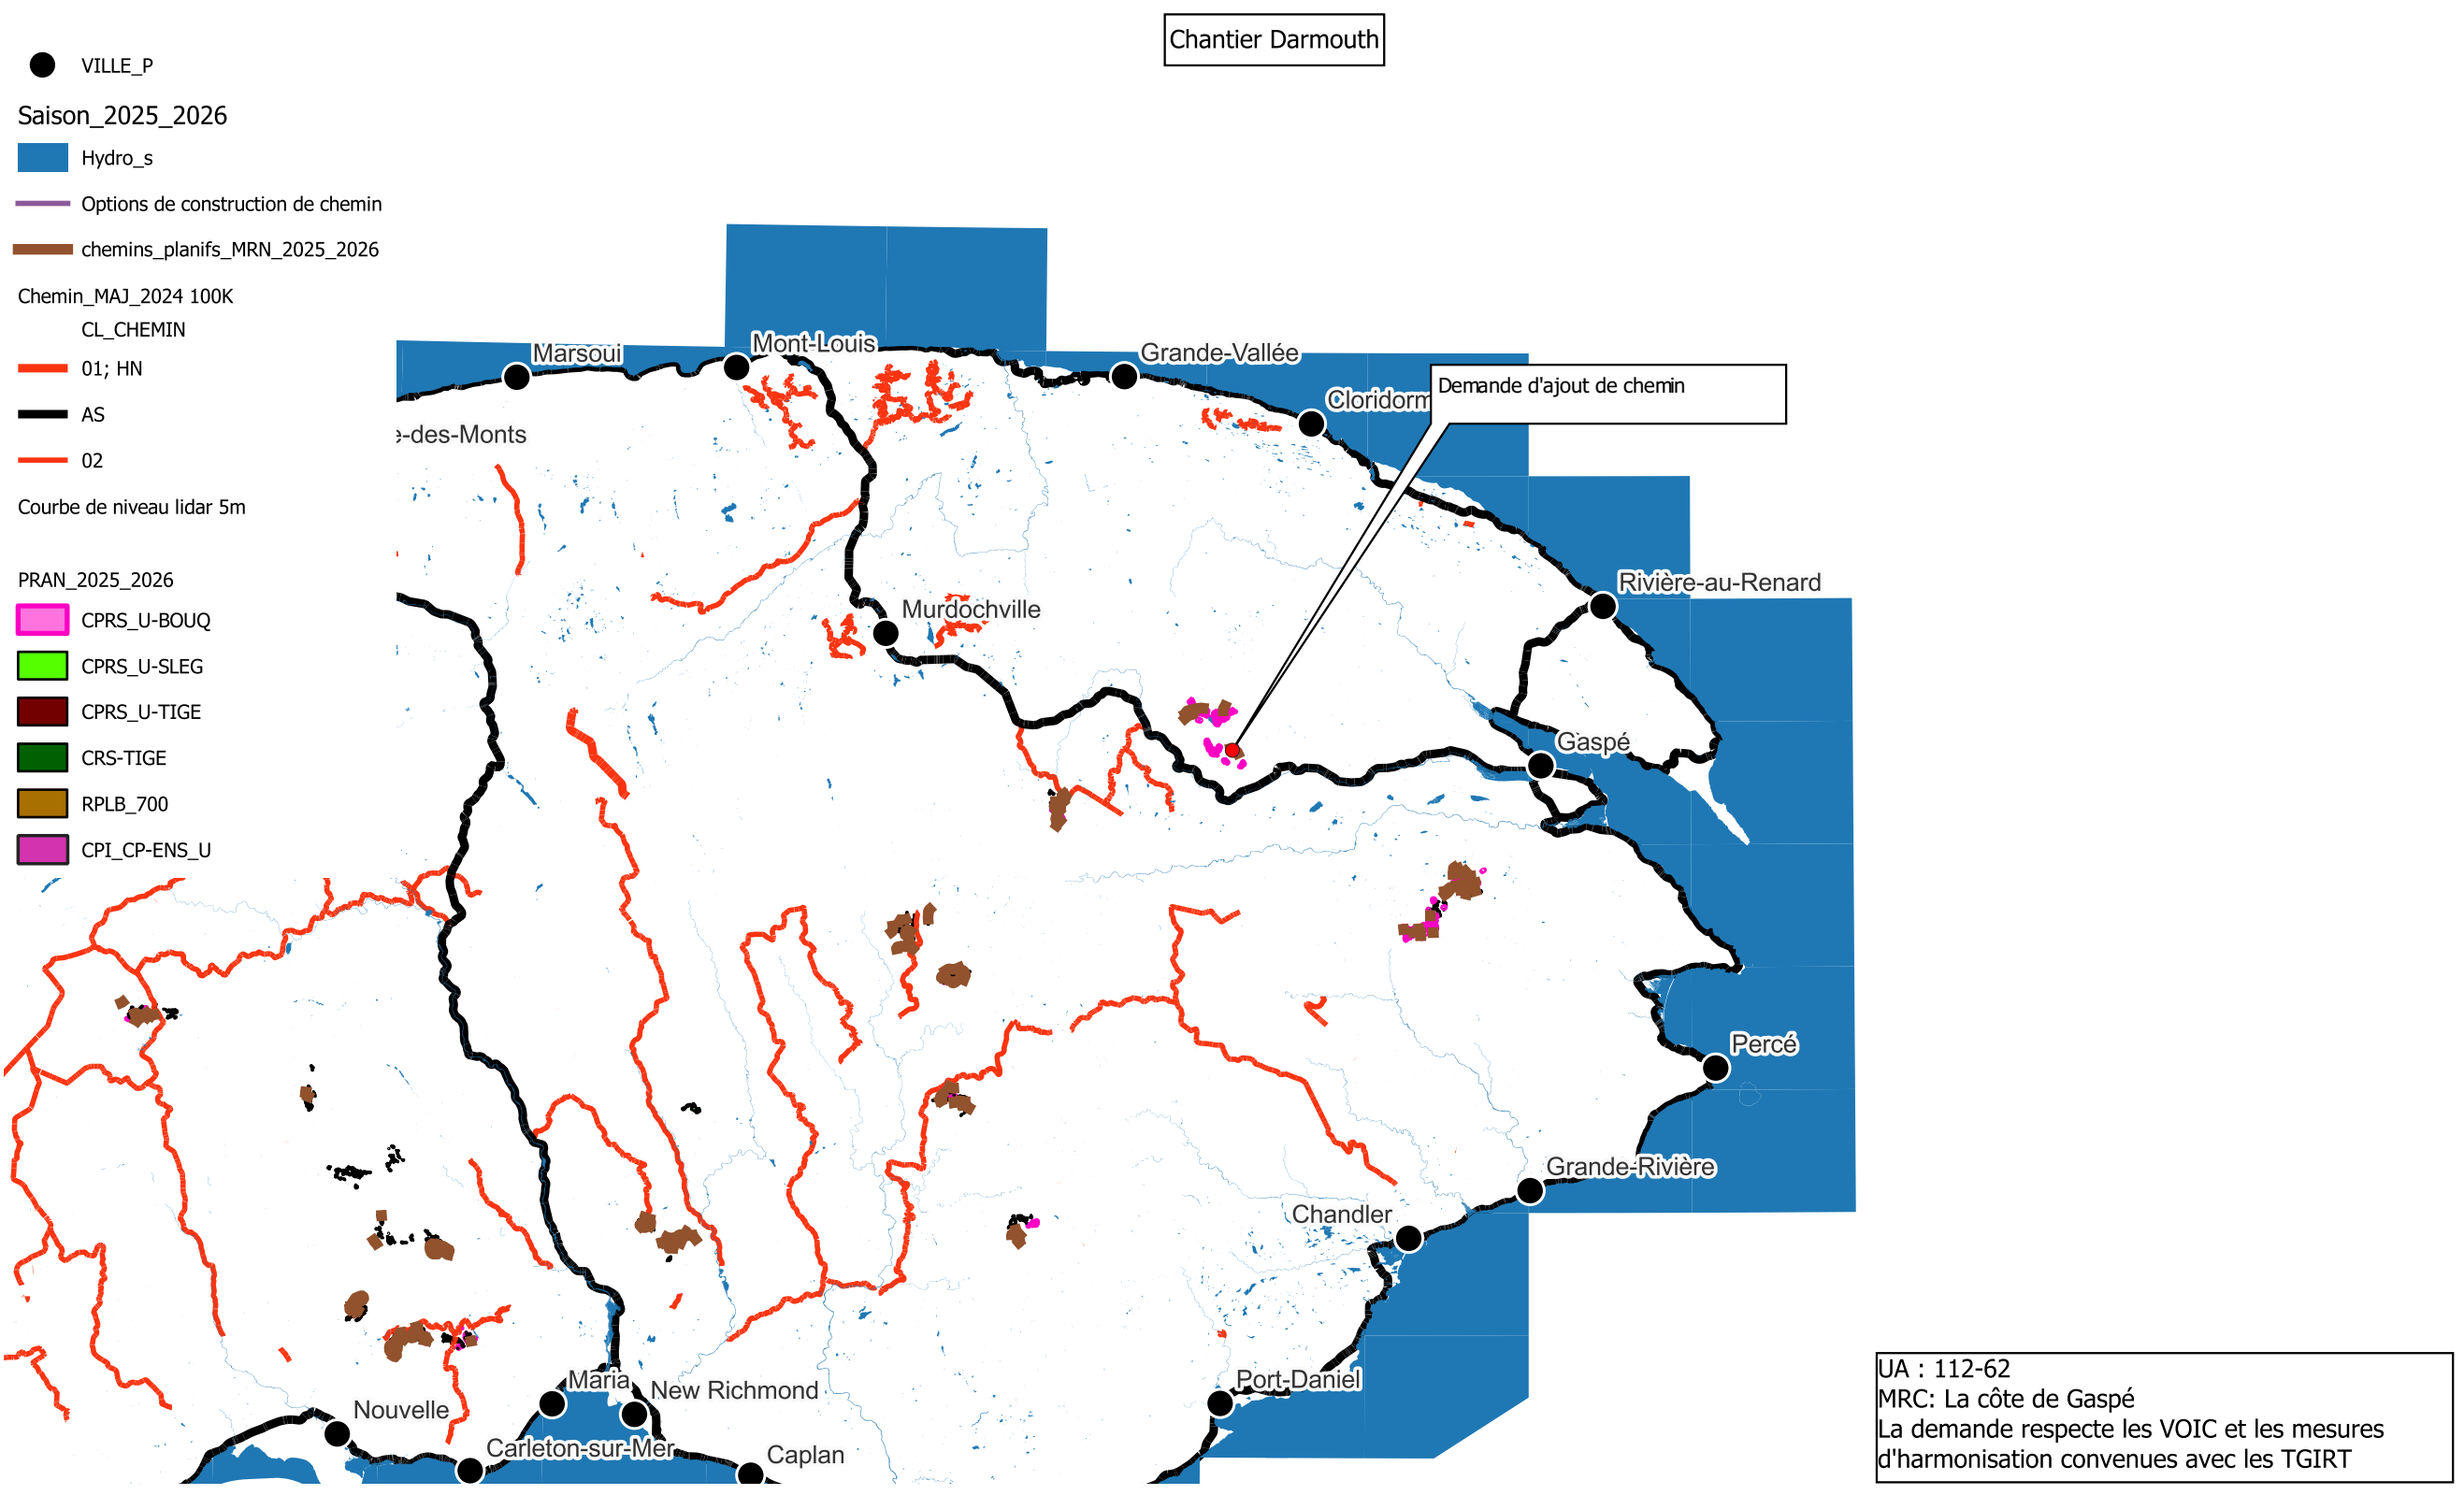 Chantier Darmouth
VILLE_P
Saison_2025_2026
Hydro_s
Options de construction de chemin
chemins_planifs_MRN_2025_2026
Chemin_MAJ_2024 100K
CL_CHEMIN
01; HN
AS
02
Courbe de niveau lidar 5m
PRAN_2025_2026
CPRS_U-BOUQ
CPRS_U-SLEG
CPRS_U-TIGE
CRS-TIGE
RPLB_700
CPI_CP-ENS_U
Marsoui
Mont-Louis
Grande-Vallée
Cloridorm
Demande d'ajout de chemin
e-des-Monts
Murdochville
Rivière-au-Renard
Gaspé
Percé
Grande-Rivière
Chandler
Port-Daniel
Maria
New Richmond
Nouvelle
Carleton-sur-Mer
Caplan
UA : 112-62
MRC: La côte de Gaspé
La demande respecte les VOIC et les mesures
d'harmonisation convenues avec les TGIRT